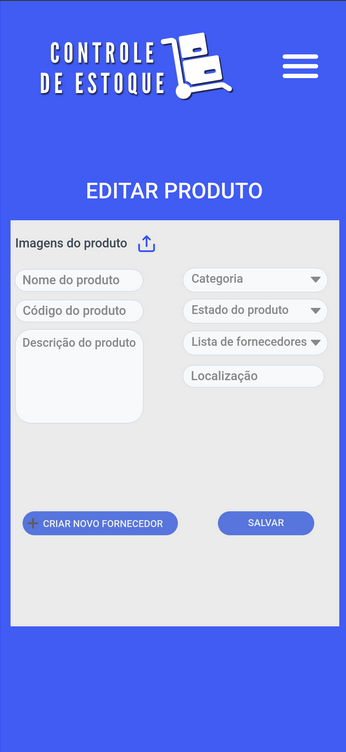 CONTROLE
DE ESTOQUE
EDITAR PRODUTO
Imagens do produto
Nome do produto
Categoria
Código do produto
Estado do produto
Descrição do produto
Lista de fornecedores
Localização
CRIAR NOVO FORNECEDOR
SALVAR